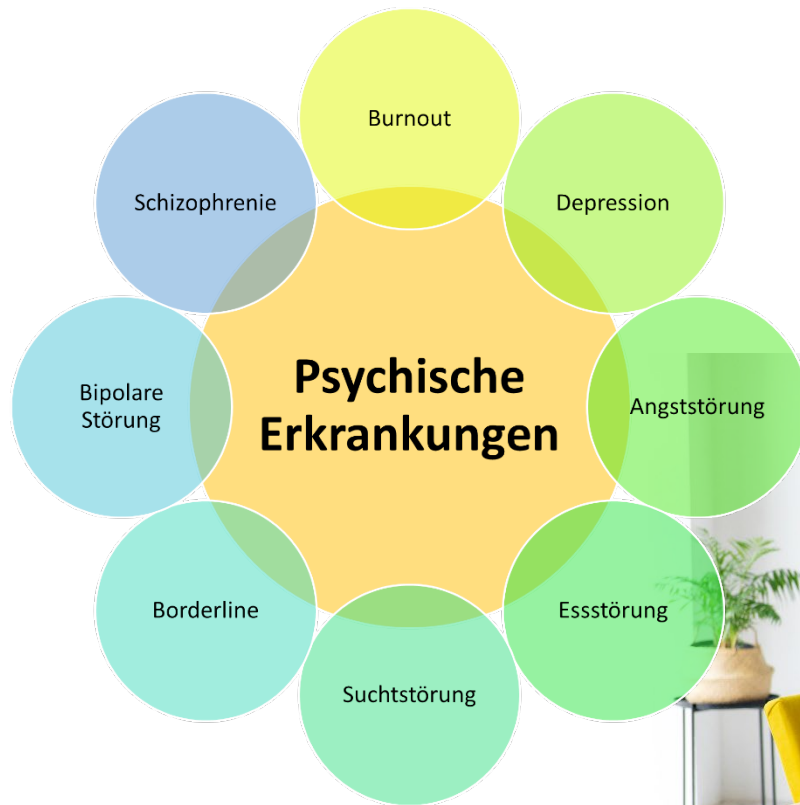 Burnout
Depression
Angststörung
Essstörung
Suchtstörung
Borderline
Bipolare
Störung
Schizophrenie
Psychische
Erkrankungen